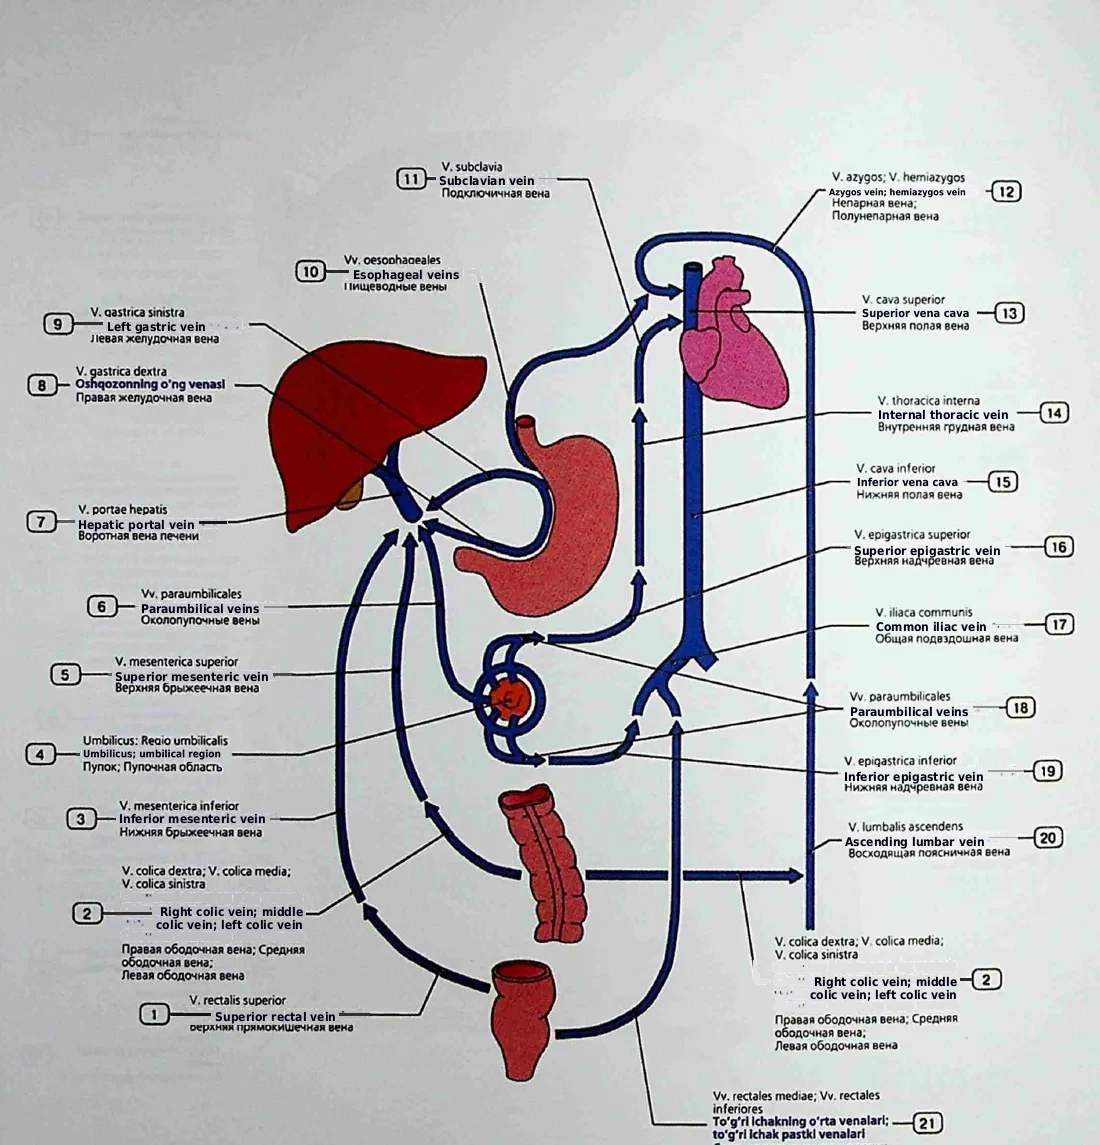 11
V. subclavia
Subclavian vein
Подключичная вена
V. azygos; V. hemiazygos
Azygos vein; hemiazygos vein
12
Непарная вена;
Полунепарная вена
10
Vv. oesophageales
Esophageal veins
Пищеводные вены
9
V. gastrica sinistra
Left gastric vein
Левая желудочная вена
V. cava superior
Superior vena cava
13
Верхняя полая вена
8
V. gastrica dextra
Oshqozonning o'ng venasi
Правая желудочная вена
V. thoracica interna
Internal thoracic vein
14
Внутренняя грудная вена
V. cava inferior
Inferior vena cava
15
Нижняя полая вена
7
V. portae hepatis
Hepatic portal vein
Воротная вена печени
V. epigastrica superior
Superior epigastric vein
16
Верхняя надчревная вена
6
Vv. paraumbilicales
Paraumbilical veins
Околопупочные вены
V. iliaca communis
Common iliac vein
17
Общая подвздошная вена
5
V. mesenterica superior
Superior mesenteric vein
Верхняя брыжеечная вена
Vv. paraumbilicales
Paraumbilical veins
18
Околопупочные вены
4
Umbilicus; Regio umbilicalis
Umbilicus; umbilical region
Пупок; Пупочная область
V. epigastrica inferior
Inferior epigastric vein
19
Нижняя надчревная вена
3
V. mesenterica inferior
Inferior mesenteric vein
Нижняя брыжеечная вена
V. lumbalis ascendens
Ascending lumbar vein
20
Восходящая поясничная вена
V. colica dextra; V. colica media;
V. colica sinistra
2
Right colic vein; middle
colic vein; left colic vein
Правая ободочная вена; Средняя
ободочная вена;
Левая ободочная вена
V. colica dextra; V. colica media;
V. colica sinistra
Right colic vein; middle
colic vein; left colic vein
2
Правая ободочная вена; Средняя
ободочная вена;
Левая ободочная вена
1
V. rectalis superior
Superior rectal vein
Верхняя прямокишечная вена
Vv. rectales mediae; Vv. rectales
inferiores
To'g'ri ichakning o'rta venalari;
to'g'ri ichak pastki venalari
21